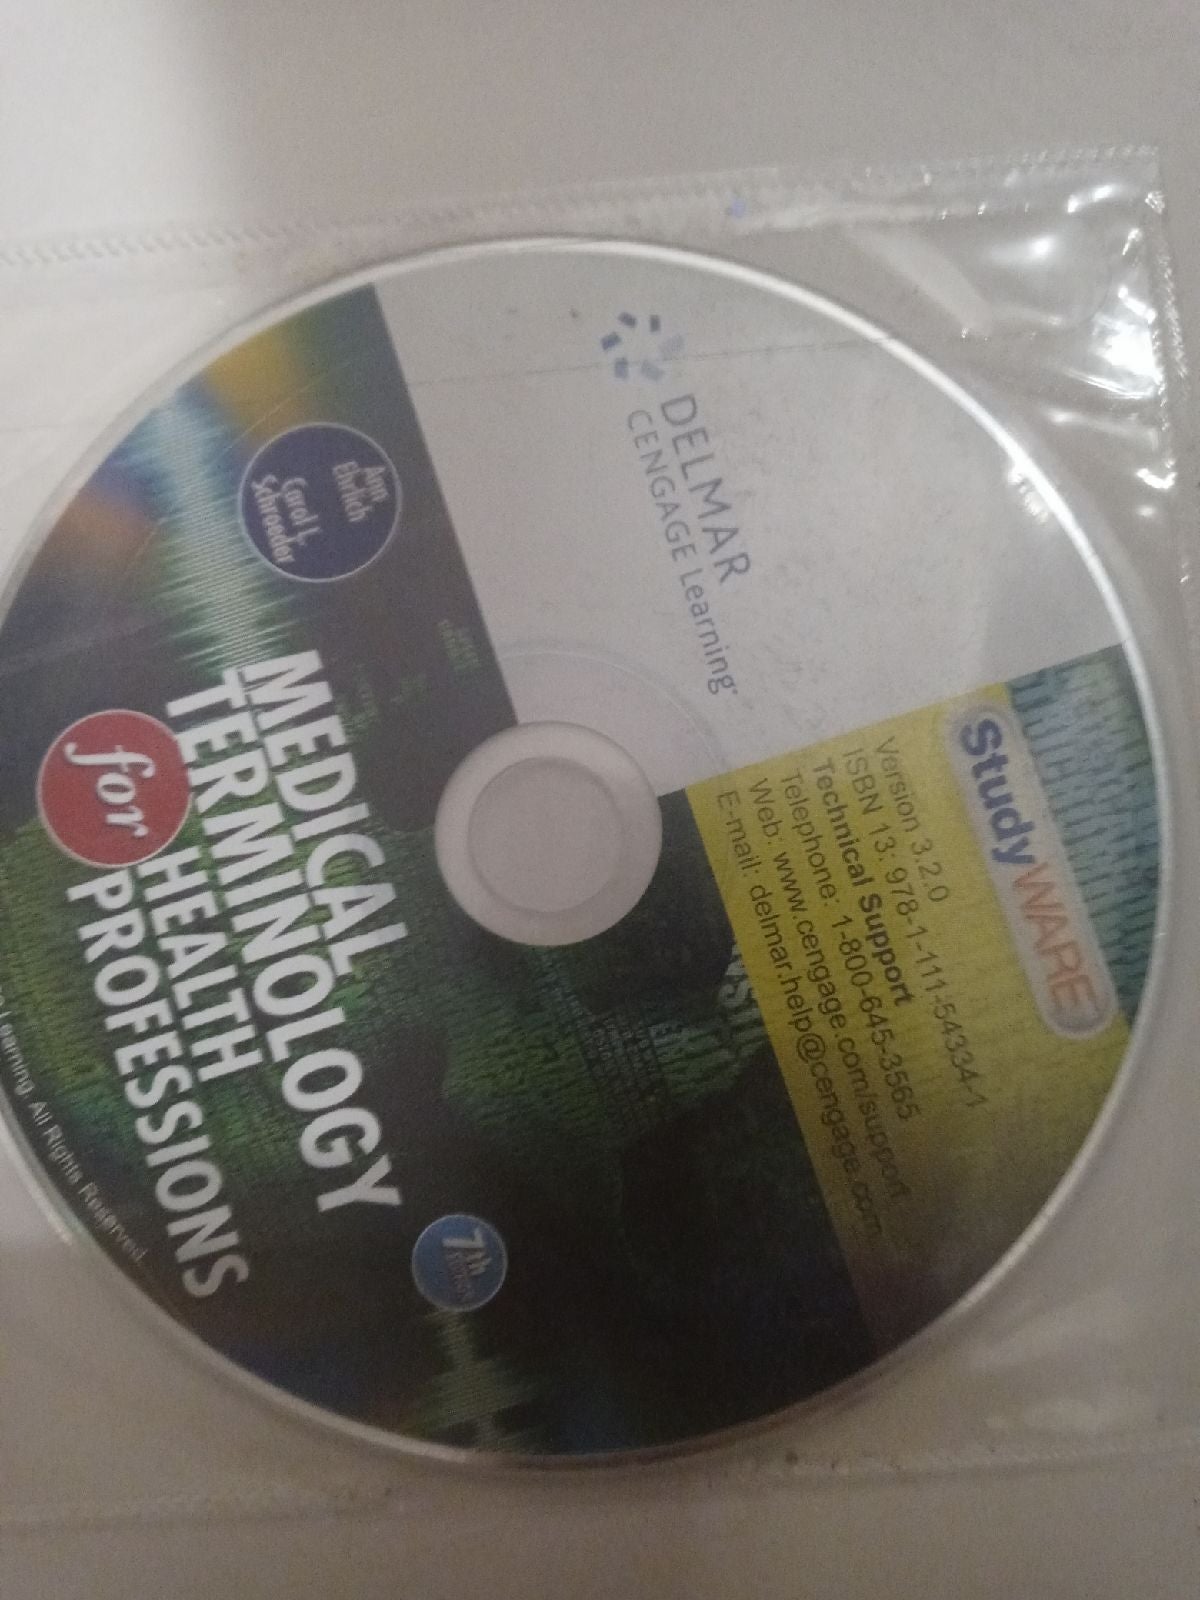 DELMAR
CENGAGE Learning
StudyWARE
Version 3.2.0
ISBN 13: 978-1-111-54334-1
Technical Support
Telephone: 1-800-645-3565
Web: www.cengage.com/support
E-mail: delmar.help@cengage.com
Ann
Ehrlich
Carol L.
Schroeder
MEDICAL
TERMINOLOGY
for HEALTH
PROFESSIONS
7th
Edition
Learning. All Rights Reserved.